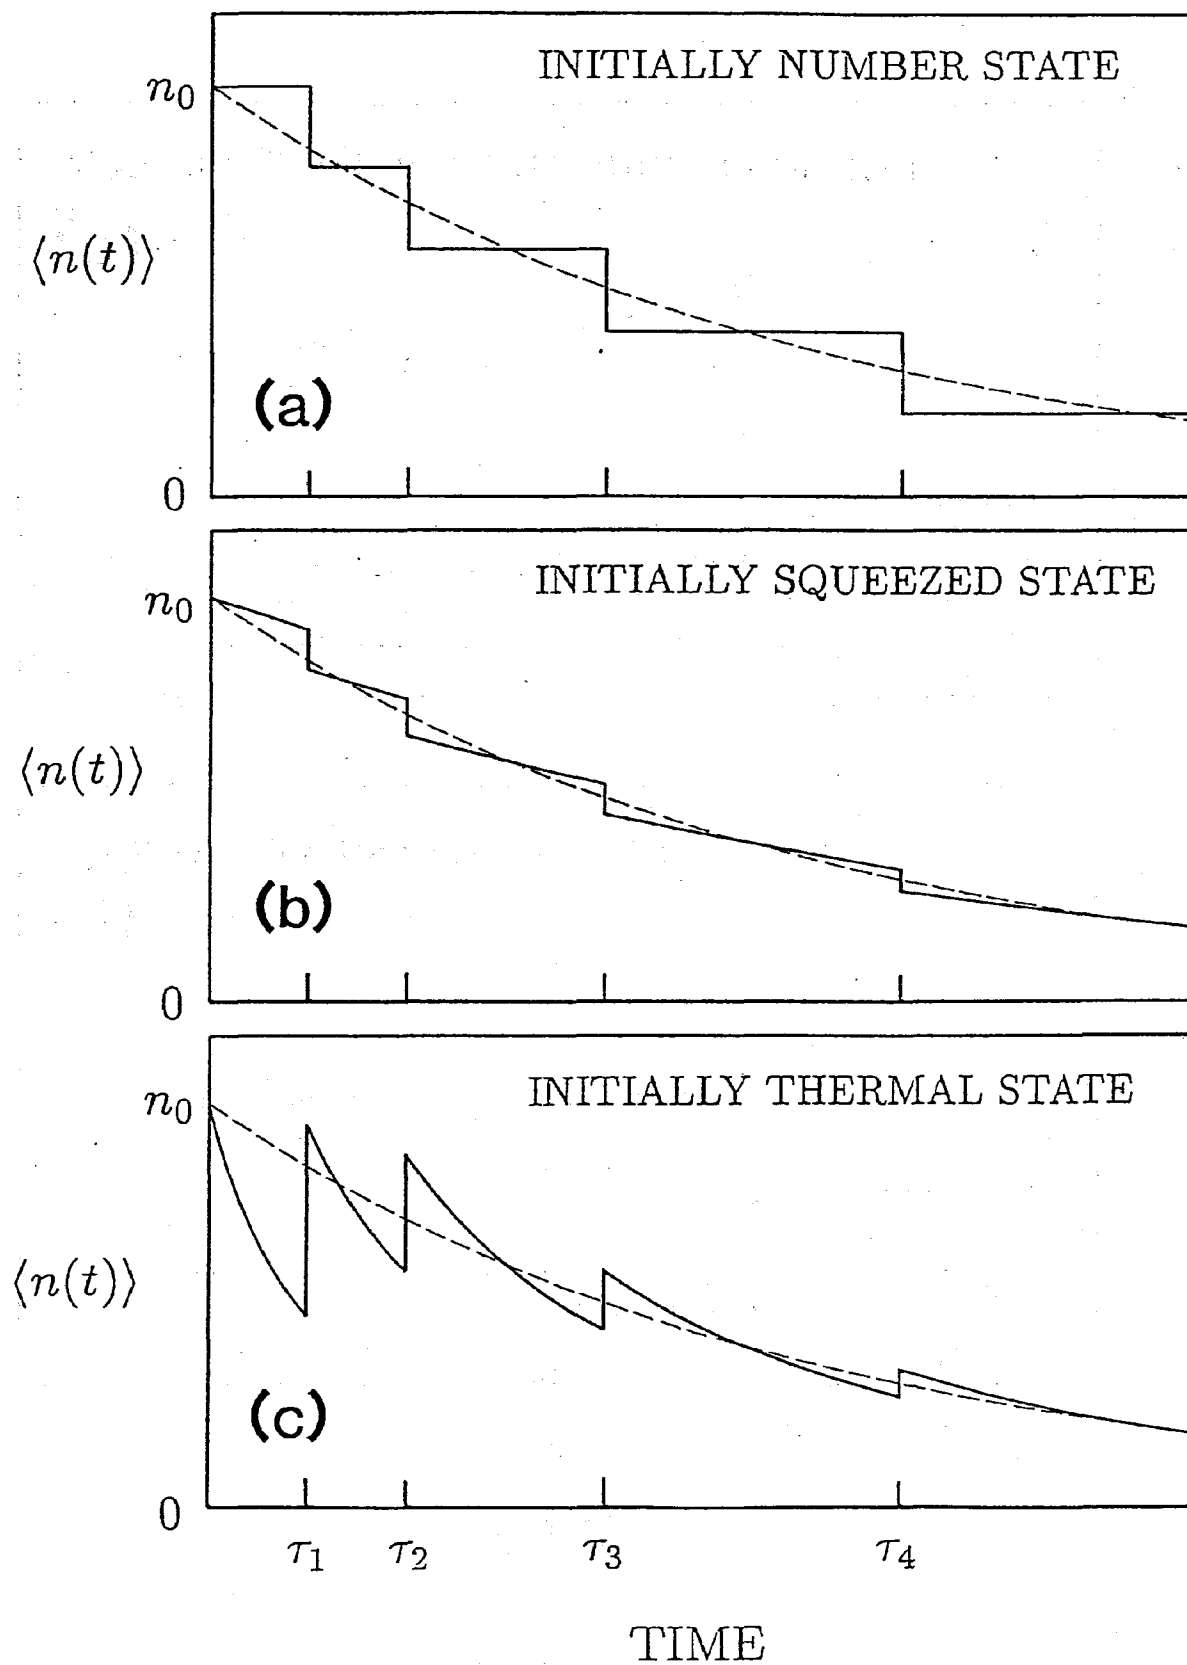 INITIALLY NUMBER STATE
n₀
⟨n(t)⟩
(a)
0
INITIALLY SQUEEZED STATE
n₀
⟨n(t)⟩
(b)
0
INITIALLY THERMAL STATE
n₀
⟨n(t)⟩
(c)
0
τ₁ τ₂ τ₃ τ₄
TIME